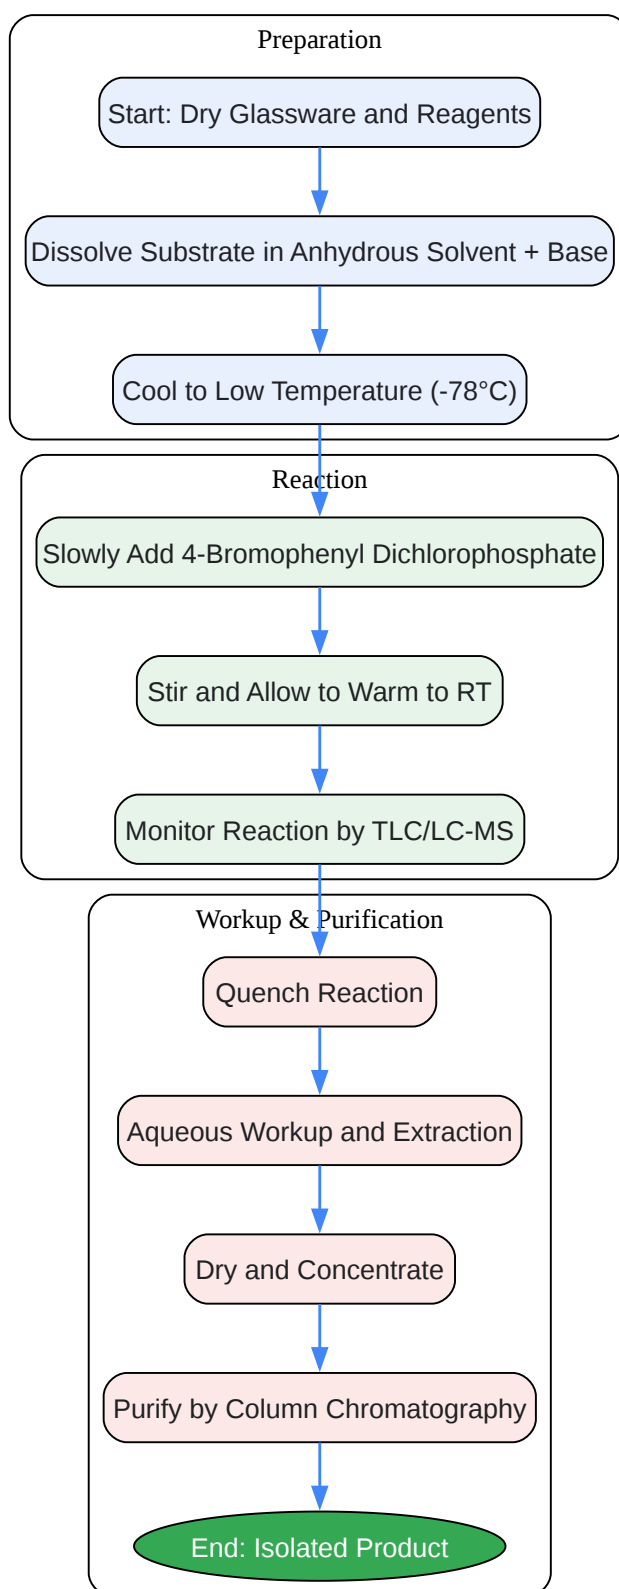 Preparation
Start: Dry Glassware and Reagents
Dissolve Substrate in Anhydrous Solvent + Base
Cool to Low Temperature (-78°C)
Reaction
Slowly Add 4-Bromophenyl Dichlorophosphate
Stir and Allow to Warm to RT
Monitor Reaction by TLC/LC-MS
Workup & Purification
Quench Reaction
Aqueous Workup and Extraction
Dry and Concentrate
Purify by Column Chromatography
End: Isolated Product